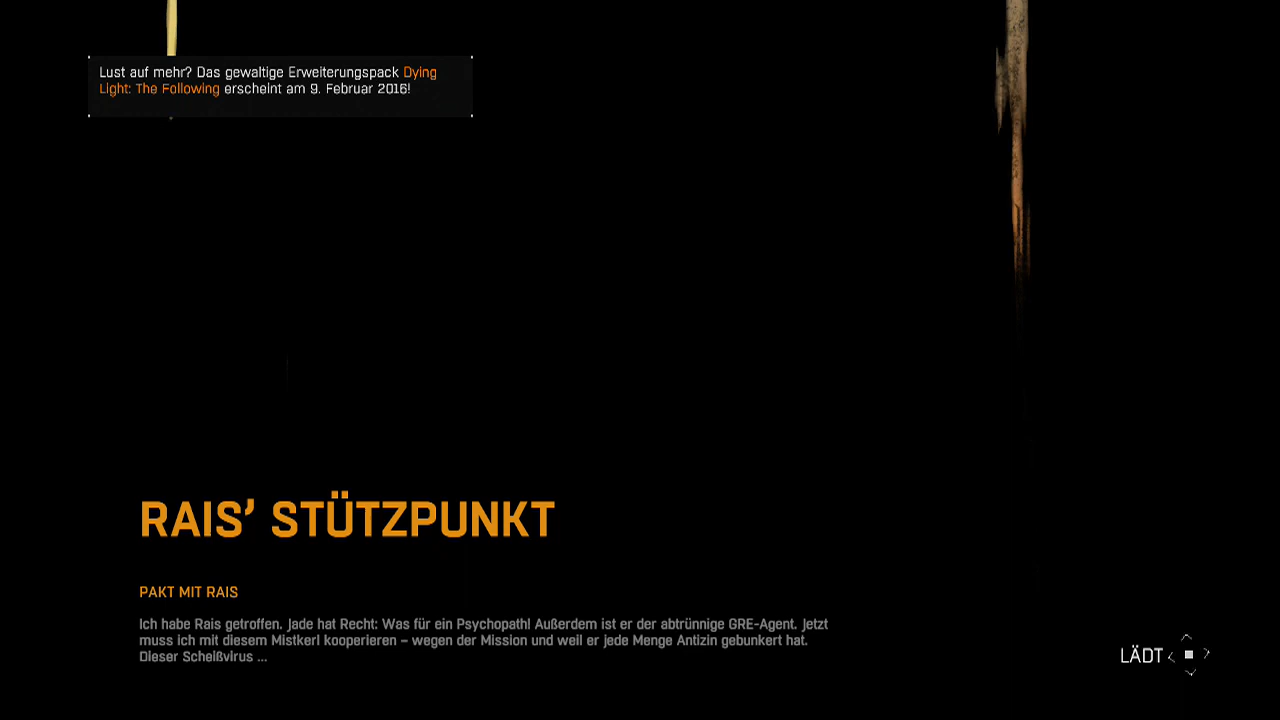 Lust auf mehr? Das gewaltige Erweiterungspack Dying
Light: The Following erscheint am 9. Februar 2016!
RAIS’ STÜTZPUNKT
PAKT MIT RAIS
Ich habe Rais getroffen. Jade hat Recht: Was für ein Psychopath! Außerdem ist er der abtrünnige GRE-Agent. Jetzt
muss ich mit diesem Mistkerl kooperieren – wegen der Mission und weil er jede Menge Antizin gebunkert hat.
Dieser Scheißvirus ...
LÄDT